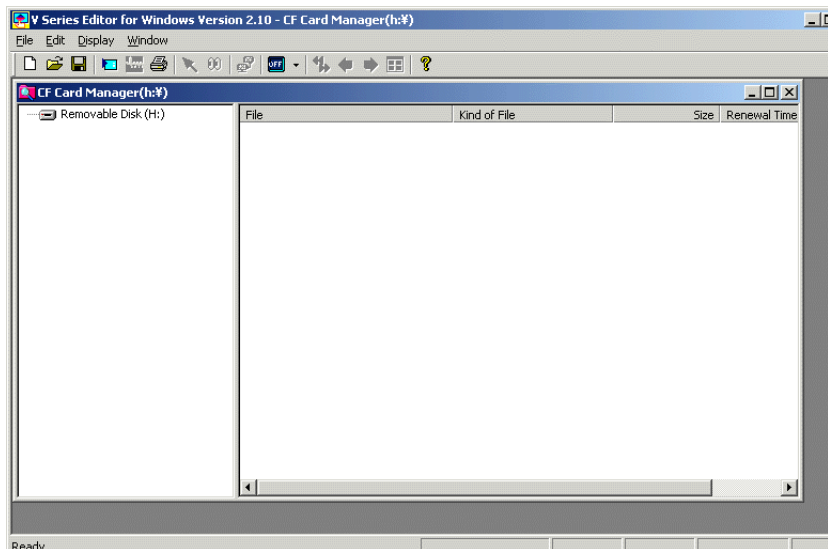 V Series Editor for Windows Version 2.10 - CF Card Manager(h:¥)
File Edit Display Window
OFF ?
CF Card Manager(h:¥)
Removable Disk (H:)
File Kind of File Size Renewal Time
Ready